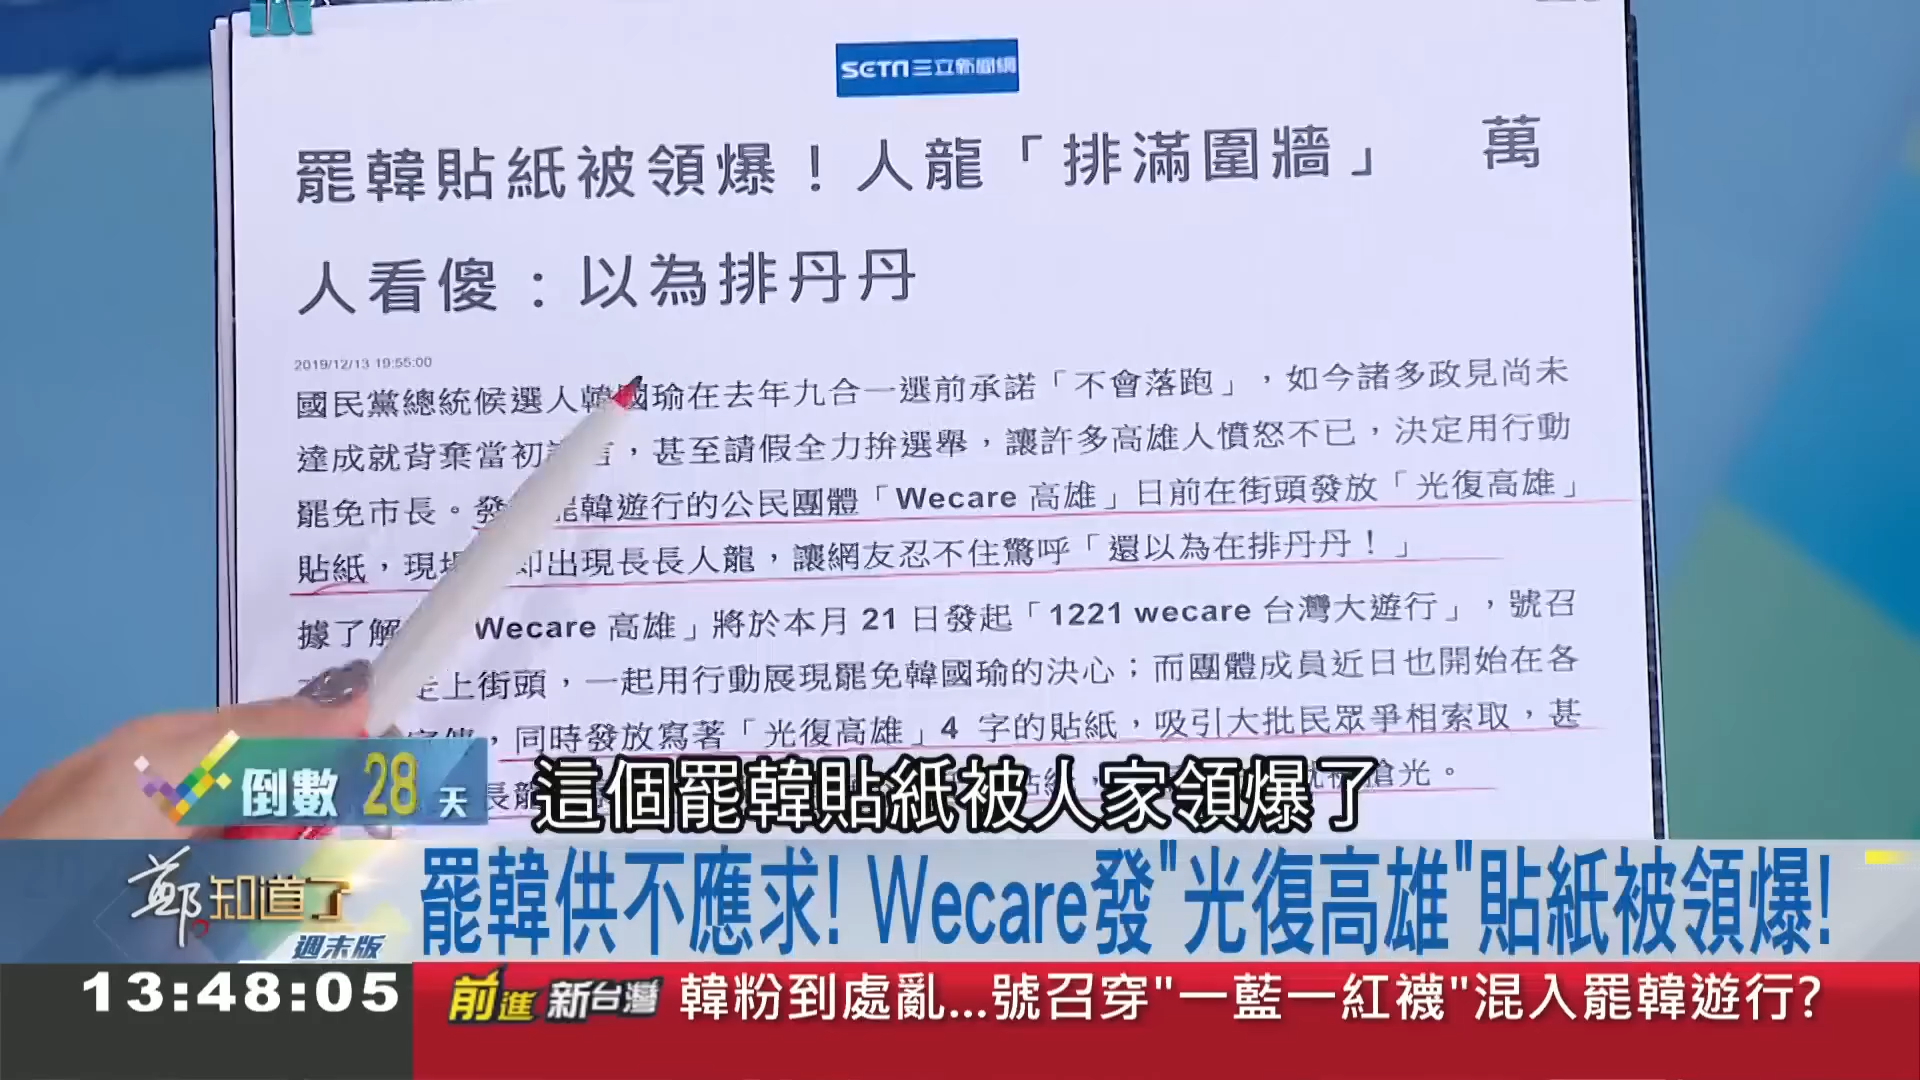 SETN三立新聞網
罷韓貼紙被領爆！人龍「排滿圍牆」 萬
人看傻：以為排丹丹
2019/12/13 19:55:00
國民黨總統候選人韓國瑜在去年九合一選前承諾「不會落跑」，如今諸多政見尚未
達成就背棄當初，甚至請假全力拚選舉，讓許多高雄人憤怒不已，決定用行動
罷免市長。發罷韓遊行的公民團體「Wecare 高雄」日前在街頭發放「光復高雄」
貼紙，現即出現長長人龍，讓網友忍不住驚呼「還以為在排丹丹！」
據了解Wecare 高雄」將於本月 21 日發起「1221 wecare 台灣大遊行」，號召
上街頭，一起用行動展現罷免韓國瑜的決心；而團體成員近日也開始在各
，同時發放寫著「光復高雄」4 字的貼紙，吸引大批民眾爭相索取，甚
搶光。
倒數 28 天
這個罷韓貼紙被人家領爆了
鄭知道了 週末版
罷韓供不應求! Wecare發"光復高雄"貼紙被領爆!
13:48:05
前進新台灣 韓粉到處亂...號召穿"一藍一紅襪"混入罷韓遊行?